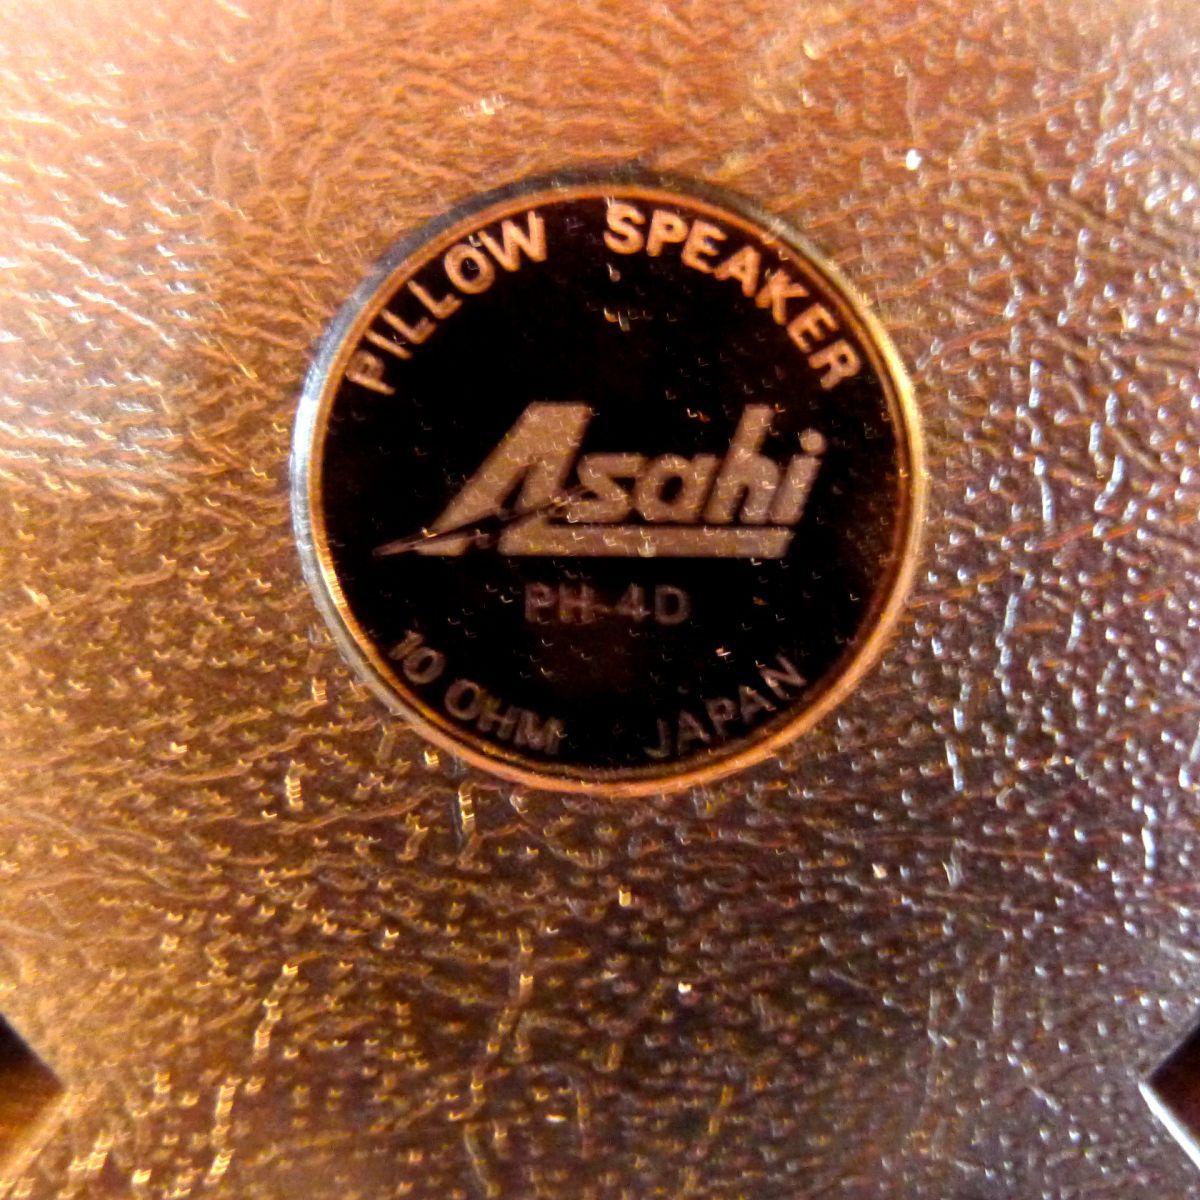 PILLOW SPEAKER
Asahi
PH-4D
10 OHM JAPAN